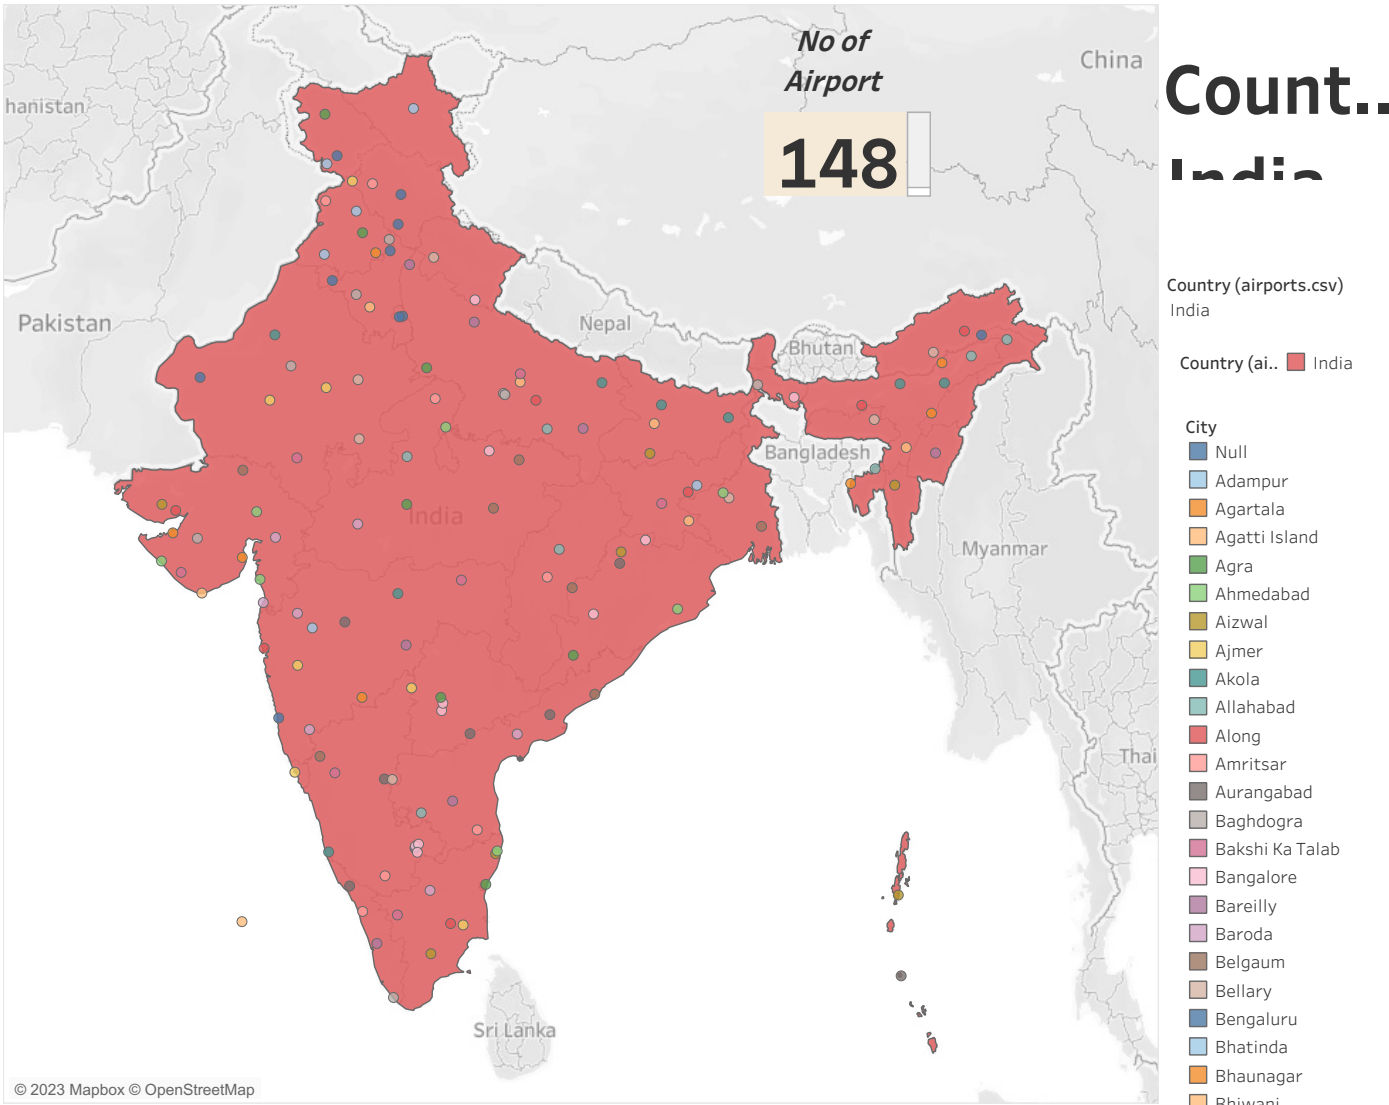 No of
Airport
148
China
hanistan
Pakistan
Nepal
Bhutan
Bangladesh
India
Myanmar
Thai
Sri Lanka
© 2023 Mapbox © OpenStreetMap
Count..
India
Country (airports.csv)
India
Country (ai..
India
City
Null
Adampur
Agartala
Agatti Island
Agra
Ahmedabad
Aizwal
Ajmer
Akola
Allahabad
Along
Amritsar
Aurangabad
Baghdogra
Bakshi Ka Talab
Bangalore
Bareilly
Baroda
Belgaum
Bellary
Bengaluru
Bhatinda
Bhaunagar
Bhiwani